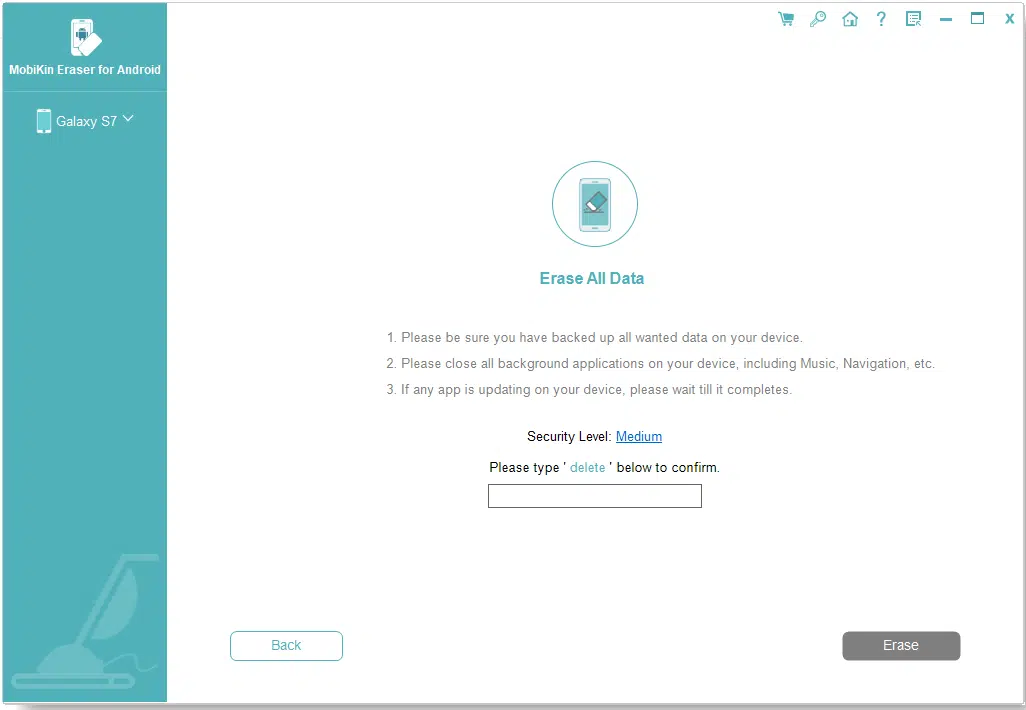 MobiKin Eraser for Android
Galaxy S7
Erase All Data
1. Please be sure you have backed up all wanted data on your device.
2. Please close all background applications on your device, including Music, Navigation, etc.
3. If any app is updating on your device, please wait till it completes.
Security Level: Medium
Please type ' delete ' below to confirm.
Back
Erase